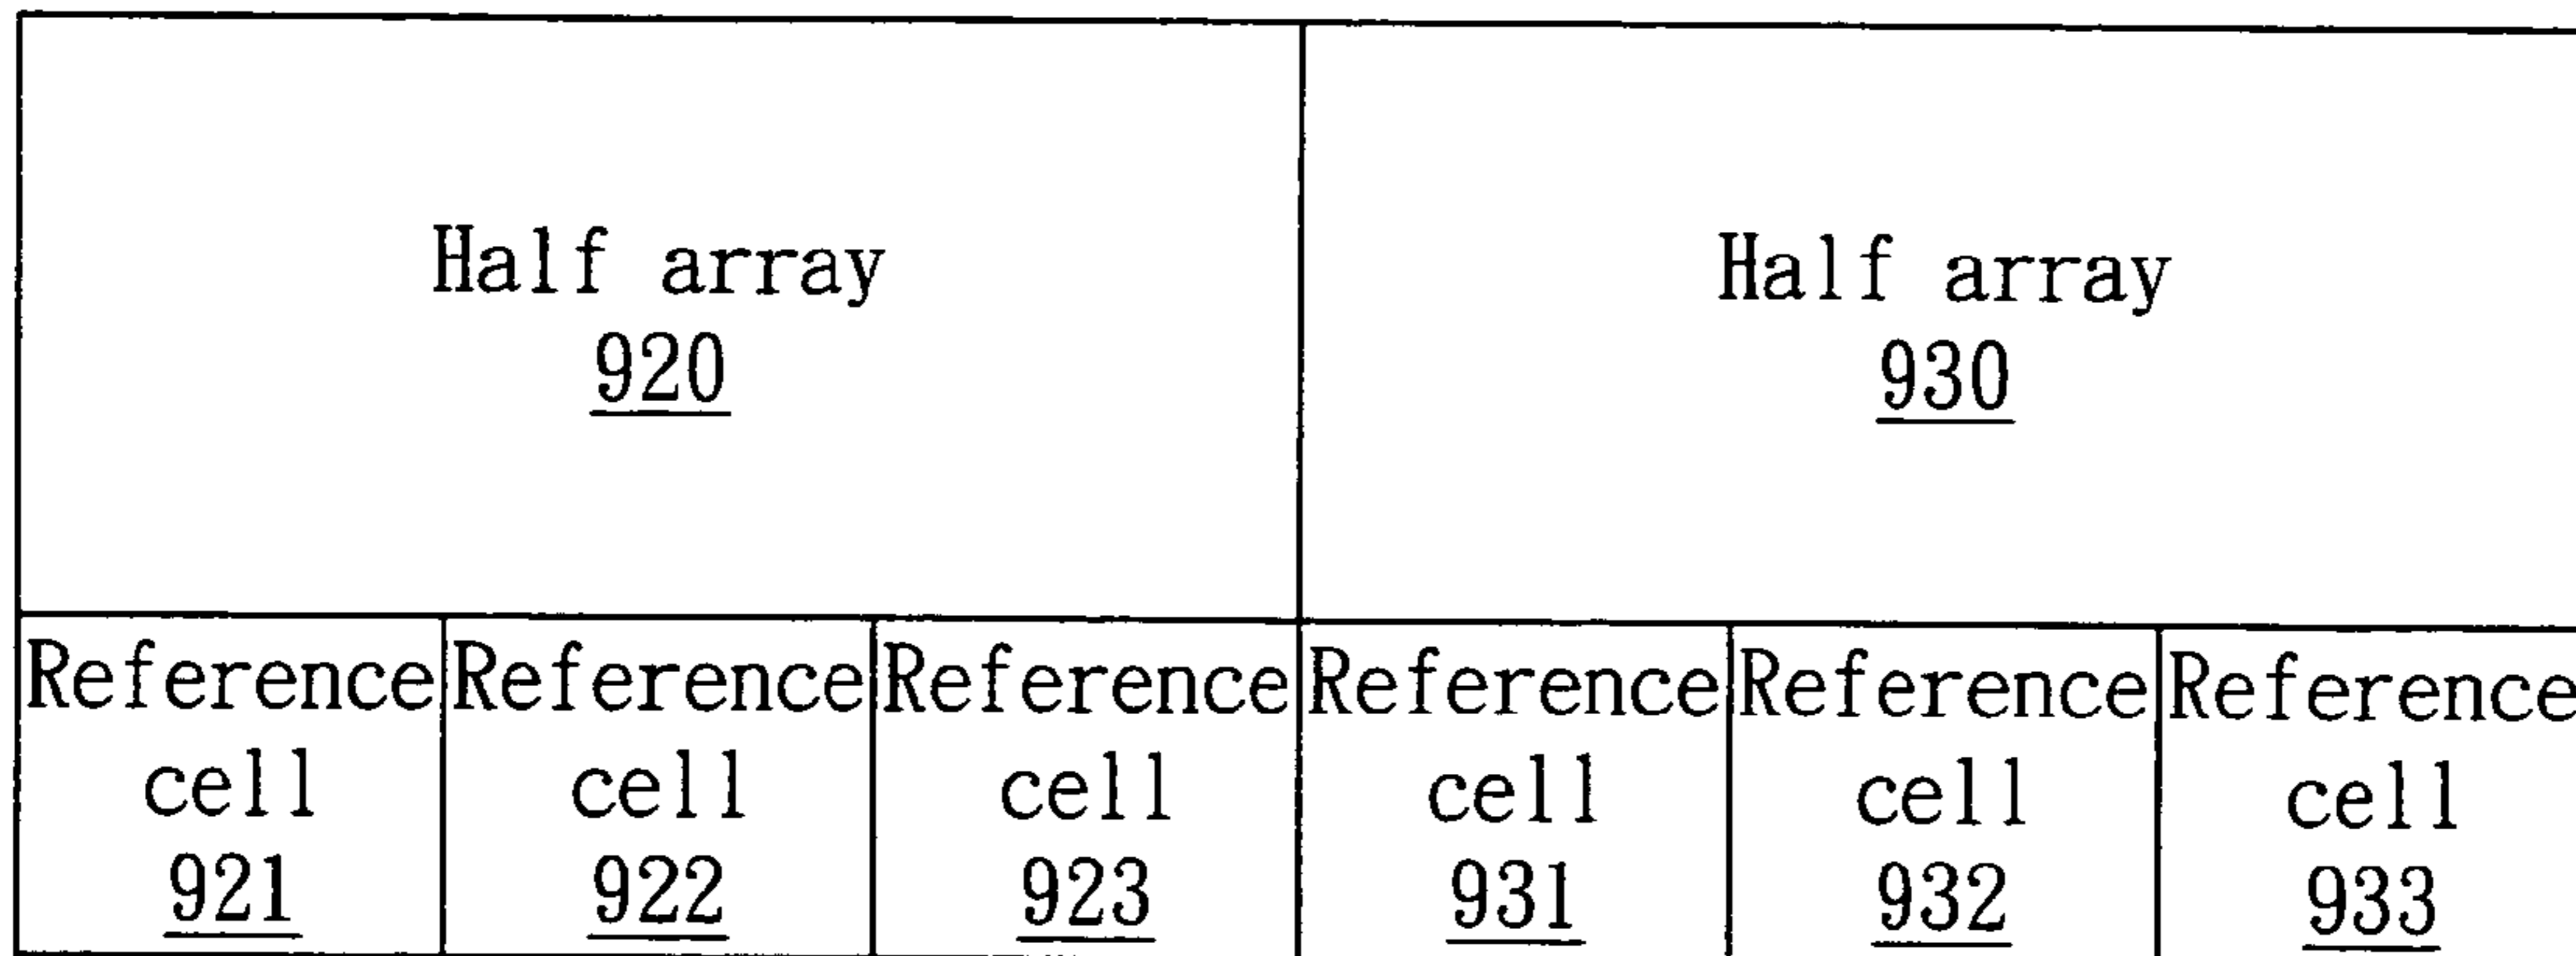 Half array
920
Half array
930
Reference
cell
921
Reference
cell
922
Reference
cell
923
Reference
cell
931
Reference
cell
932
Reference
cell
933